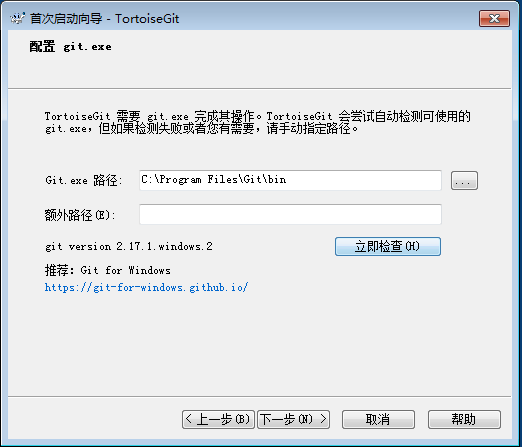 首次启动向导 - TortoiseGit
配置 git.exe
TortoiseGit 需要 git.exe 完成其操作。TortoiseGit 会尝试自动检测可使用的
git.exe，但如果检测失败或者您有需要，请手动指定路径。
Git.exe 路径: C:\Program Files\Git\bin ...
额外路径(E):
git version 2.17.1.windows.2 立即检查(H)
推荐: Git for Windows
https://git-for-windows.github.io/
< 上一步(B) 下一步(N) > 取消 帮助